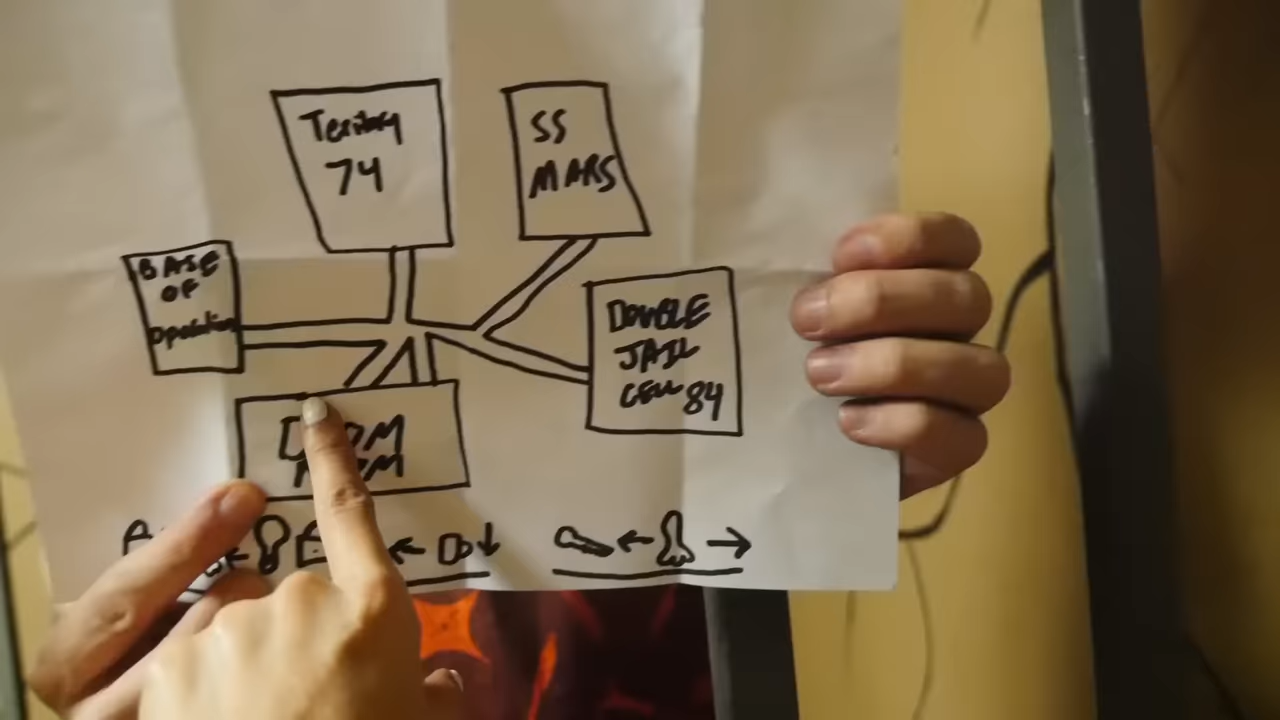 Teritory
74
SS
MARS
BASE
OF
Operation
DOUBLE
JAIL
CELL 84